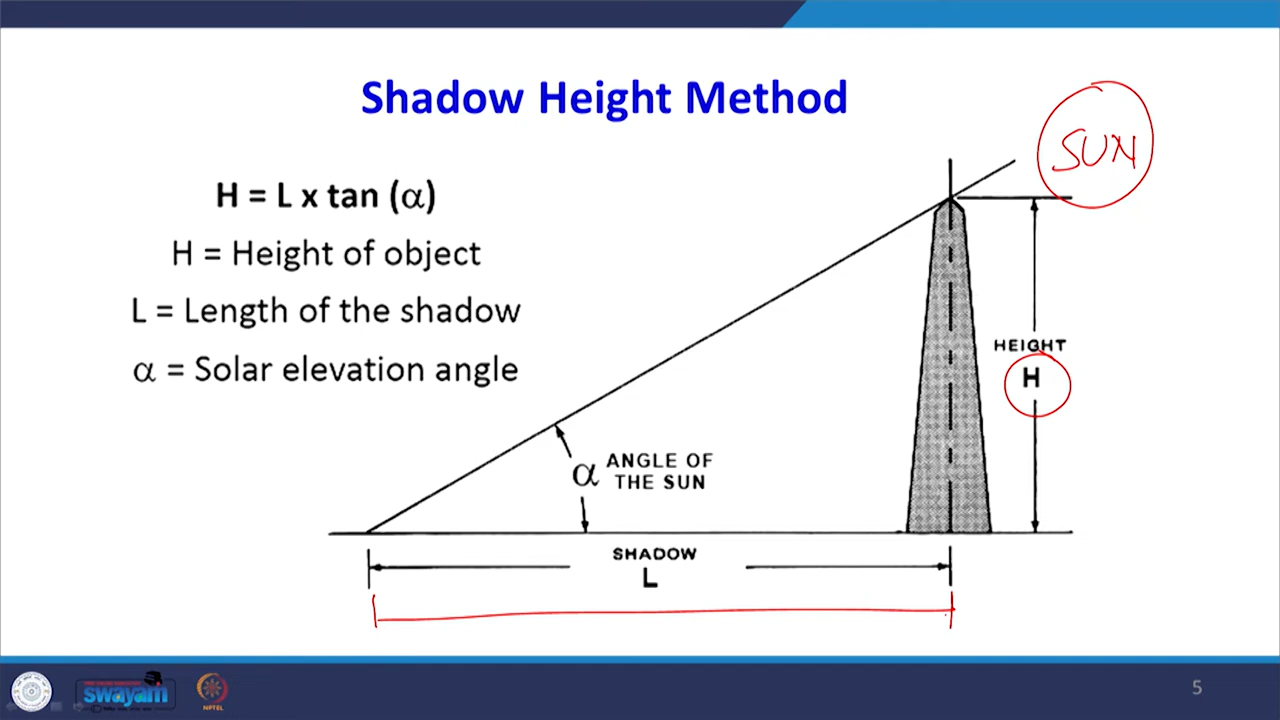 Shadow Height Method
H = L x tan (α)
H = Height of object
L = Length of the shadow
α = Solar elevation angle
SUN
HEIGHT
H
α ANGLE OF
THE SUN
SHADOW
L
swayam
NPTEL
5